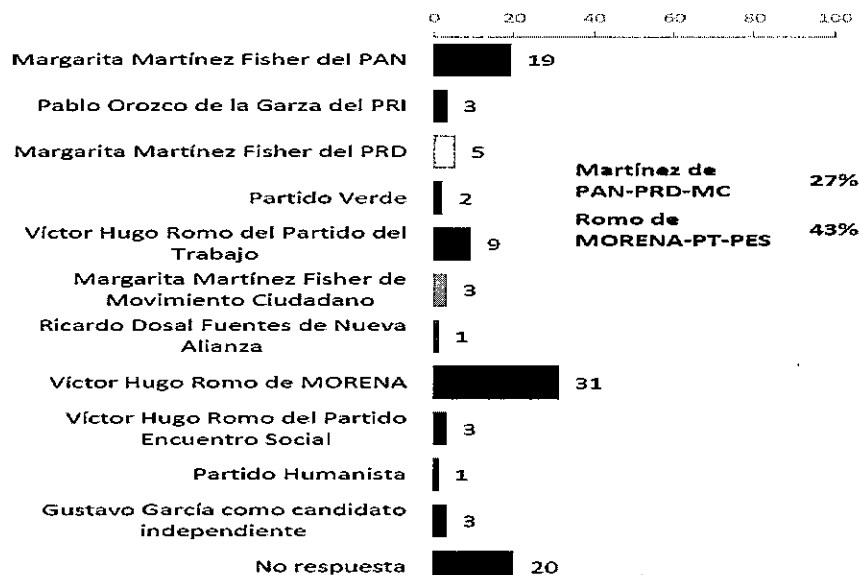 0 20 40 60 80 100
Margarita Martínez Fisher del PAN 19
Pablo Orozco de la Garza del PRI 3
Margarita Martínez Fisher del PRD 5
Martínez de
PAN-PRD-MC 27%
Partido Verde 2
Romo de
MORENA-PT-PES 43%
Víctor Hugo Romo del Partido del
Trabajo 9
Margarita Martínez Fisher de
Movimiento Ciudadano 3
Ricardo Dosal Fuentes de Nueva
Alianza 1
Víctor Hugo Romo de MORENA 31
Víctor Hugo Romo del Partido
Encuentro Social 3
Partido Humanista 1
Gustavo García como candidato
independiente 3
No respuesta 20